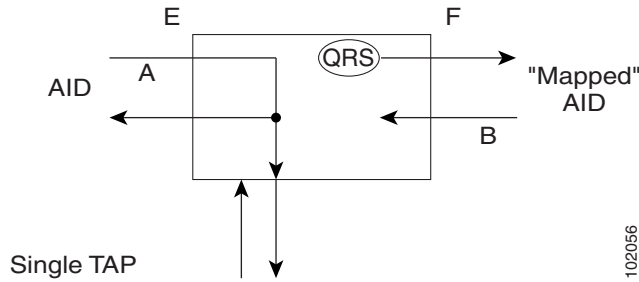 E
F
A
QRS
AID
"Mapped"
AID
B
Single TAP
102056